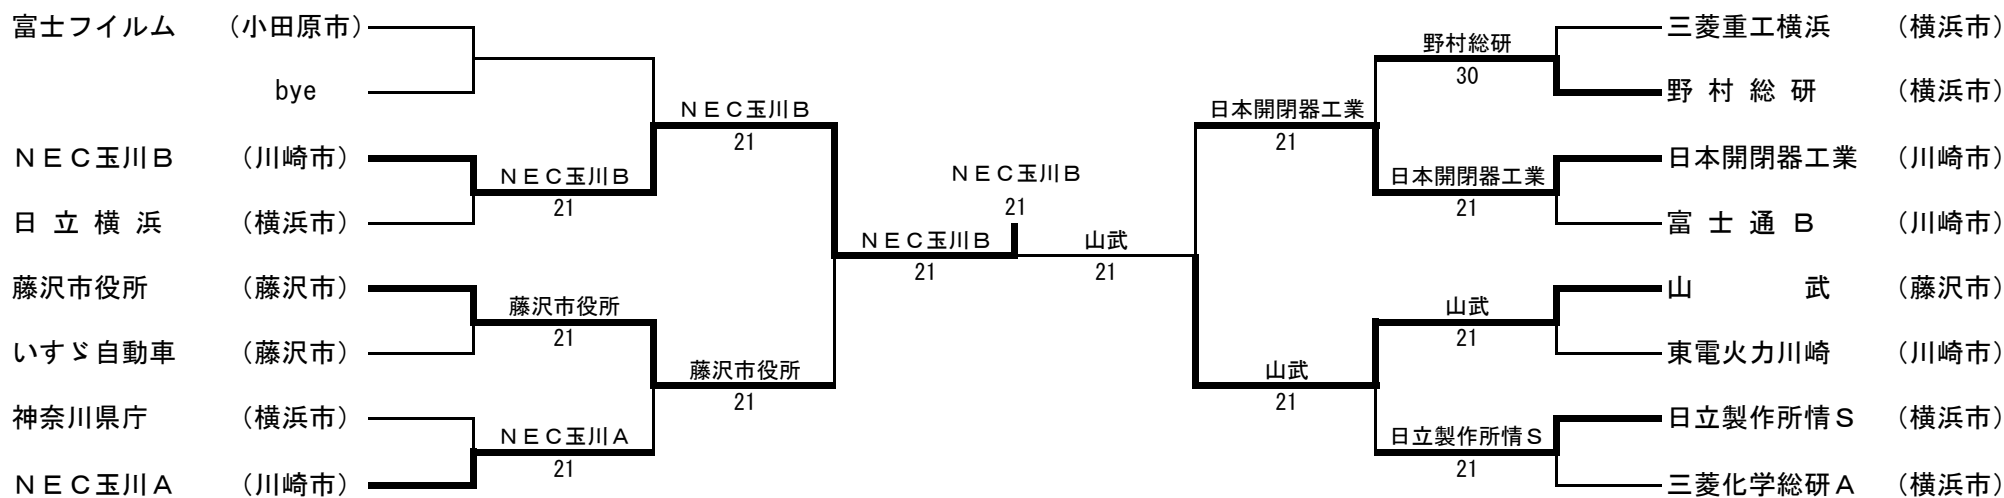 富士フイルム （小田原市）
bye
ＮＥＣ玉川Ｂ （川崎市）
日 立 横 浜 （横浜市）
藤沢市役所 （藤沢市）
いすゞ自動車 （藤沢市）
神奈川県庁 （横浜市）
ＮＥＣ玉川Ａ （川崎市）
ＮＥＣ玉川Ｂ
21
藤沢市役所
21
ＮＥＣ玉川Ａ
21
ＮＥＣ玉川Ｂ
21
藤沢市役所
21
ＮＥＣ玉川Ｂ
21
ＮＥＣ玉川Ｂ
21
山武
21
日本開閉器工業
21
山武
21
野村総研
30
日本開閉器工業
21
山武
21
日立製作所情Ｓ
21
三菱重工横浜 （横浜市）
野 村 総 研 （横浜市）
日本開閉器工業 （川崎市）
富 士 通 Ｂ （川崎市）
山 武 （藤沢市）
東電火力川崎 （川崎市）
日立製作所情Ｓ （横浜市）
三菱化学総研Ａ （横浜市）